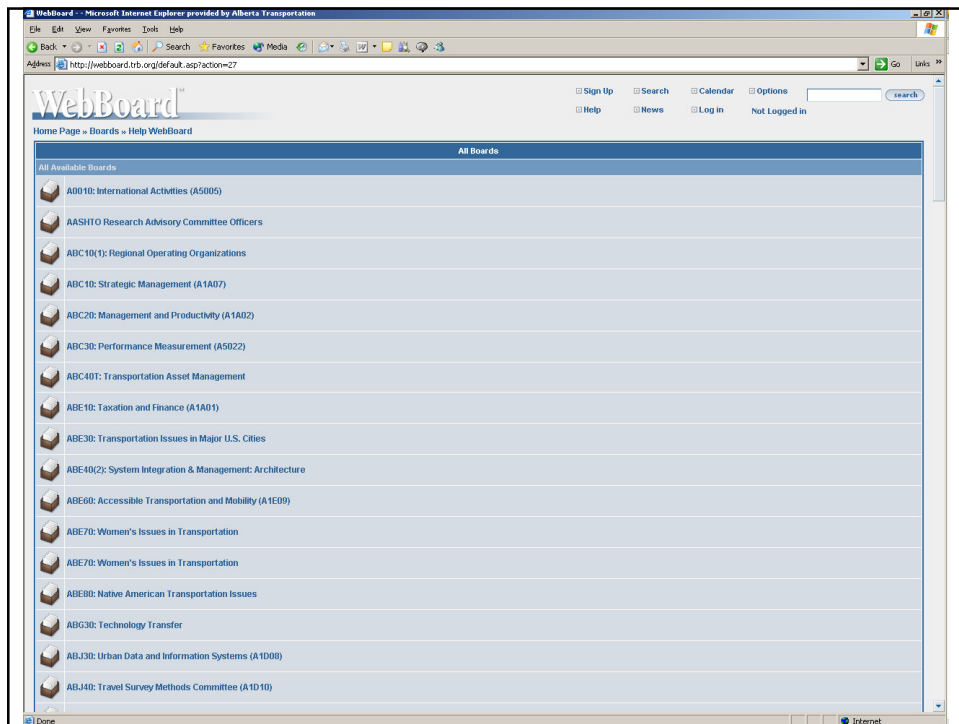 WebBoard - - Microsoft Internet Explorer provided by Alberta Transportation
File Edit View Favorites Tools Help
Back Search Favorites Media
Address http://webboard.trb.org/default.asp?action=27 Go Links »
WebBoard™ Sign Up Search Calendar Options search
Help News Log in Not Logged in
Home Page » Boards » Help WebBoard
All Boards
All Available Boards
A0010: International Activities (A5005)
AASHTO Research Advisory Committee Officers
ABC10(1): Regional Operating Organizations
ABC10: Strategic Management (A1A07)
ABC20: Management and Productivity (A1A02)
ABC30: Performance Measurement (A5022)
ABC40T: Transportation Asset Management
ABE10: Taxation and Finance (A1A01)
ABE30: Transportation Issues in Major U.S. Cities
ABE40(2): System Integration & Management: Architecture
ABE60: Accessible Transportation and Mobility (A1E09)
ABE70: Women's Issues in Transportation
ABE70: Women's Issues in Transportation
ABE80: Native American Transportation Issues
ABG30: Technology Transfer
ABJ30: Urban Data and Information Systems (A1D08)
ABJ40: Travel Survey Methods Committee (A1D10)
Done Internet